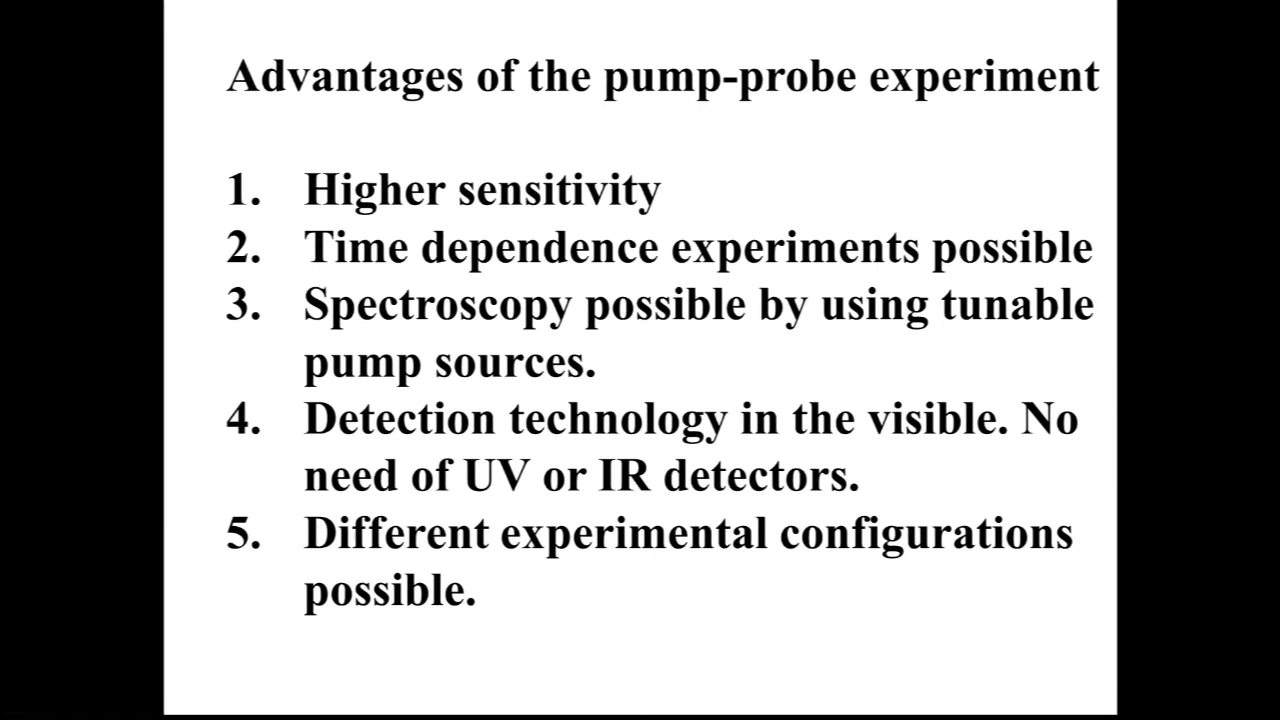 Advantages of the pump-probe experiment
1. Higher sensitivity
2. Time dependence experiments possible
3. Spectroscopy possible by using tunable
pump sources.
4. Detection technology in the visible. No
need of UV or IR detectors.
5. Different experimental configurations
possible.